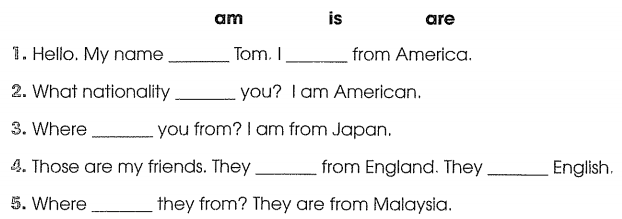 am is are
1. Hello. My name ______ Tom. I ______ from America.
2. What nationality ______ you? I am American.
3. Where ______ you from? I am from Japan.
4. Those are my friends. They ______ from England. They ______ English.
5. Where ______ they from? They are from Malaysia.